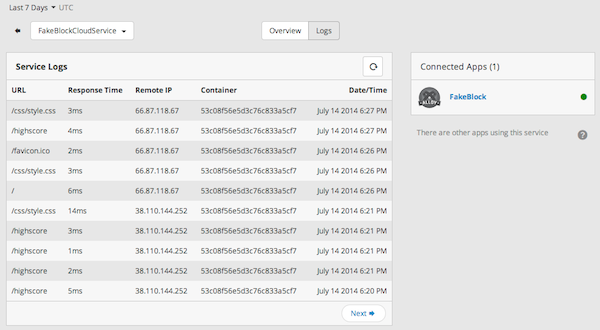 Last 7 Days UTC
FakeBlockCloudService Overview Logs
Service Logs
URL Response Time Remote IP Container Date/Time
/css/style.css 3ms 66.87.118.67 53c08f56e5d3c76c833a5cf7 July 14 2014 6:27 PM
/highscore 4ms 66.87.118.67 53c08f56e5d3c76c833a5cf7 July 14 2014 6:27 PM
/favicon.ico 2ms 66.87.118.67 53c08f56e5d3c76c833a5cf7 July 14 2014 6:26 PM
/css/style.css 3ms 66.87.118.67 53c08f56e5d3c76c833a5cf7 July 14 2014 6:26 PM
/ 6ms 66.87.118.67 53c08f56e5d3c76c833a5cf7 July 14 2014 6:26 PM
/css/style.css 14ms 38.110.144.252 53c08f56e5d3c76c833a5cf7 July 14 2014 6:21 PM
/highscore 3ms 38.110.144.252 53c08f56e5d3c76c833a5cf7 July 14 2014 6:21 PM
/highscore 1ms 38.110.144.252 53c08f56e5d3c76c833a5cf7 July 14 2014 6:21 PM
/highscore 2ms 38.110.144.252 53c08f56e5d3c76c833a5cf7 July 14 2014 6:21 PM
/highscore 5ms 38.110.144.252 53c08f56e5d3c76c833a5cf7 July 14 2014 6:20 PM
Next
Connected Apps (1)
ALLOY
FakeBlock
There are other apps using this service ?